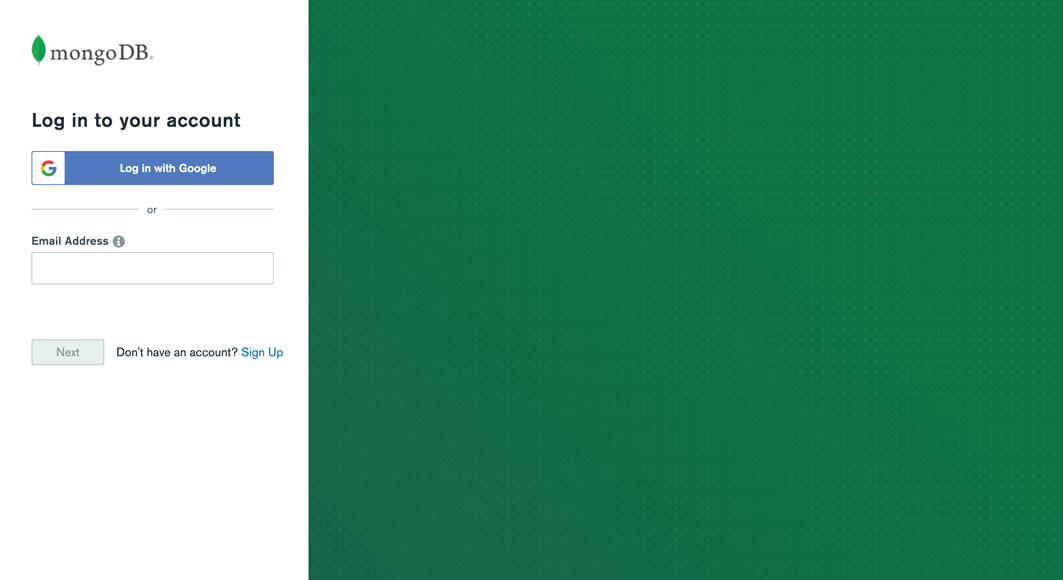 mongoDB®
Log in to your account
Log in with Google
or
Email Address
Next Don't have an account? Sign Up